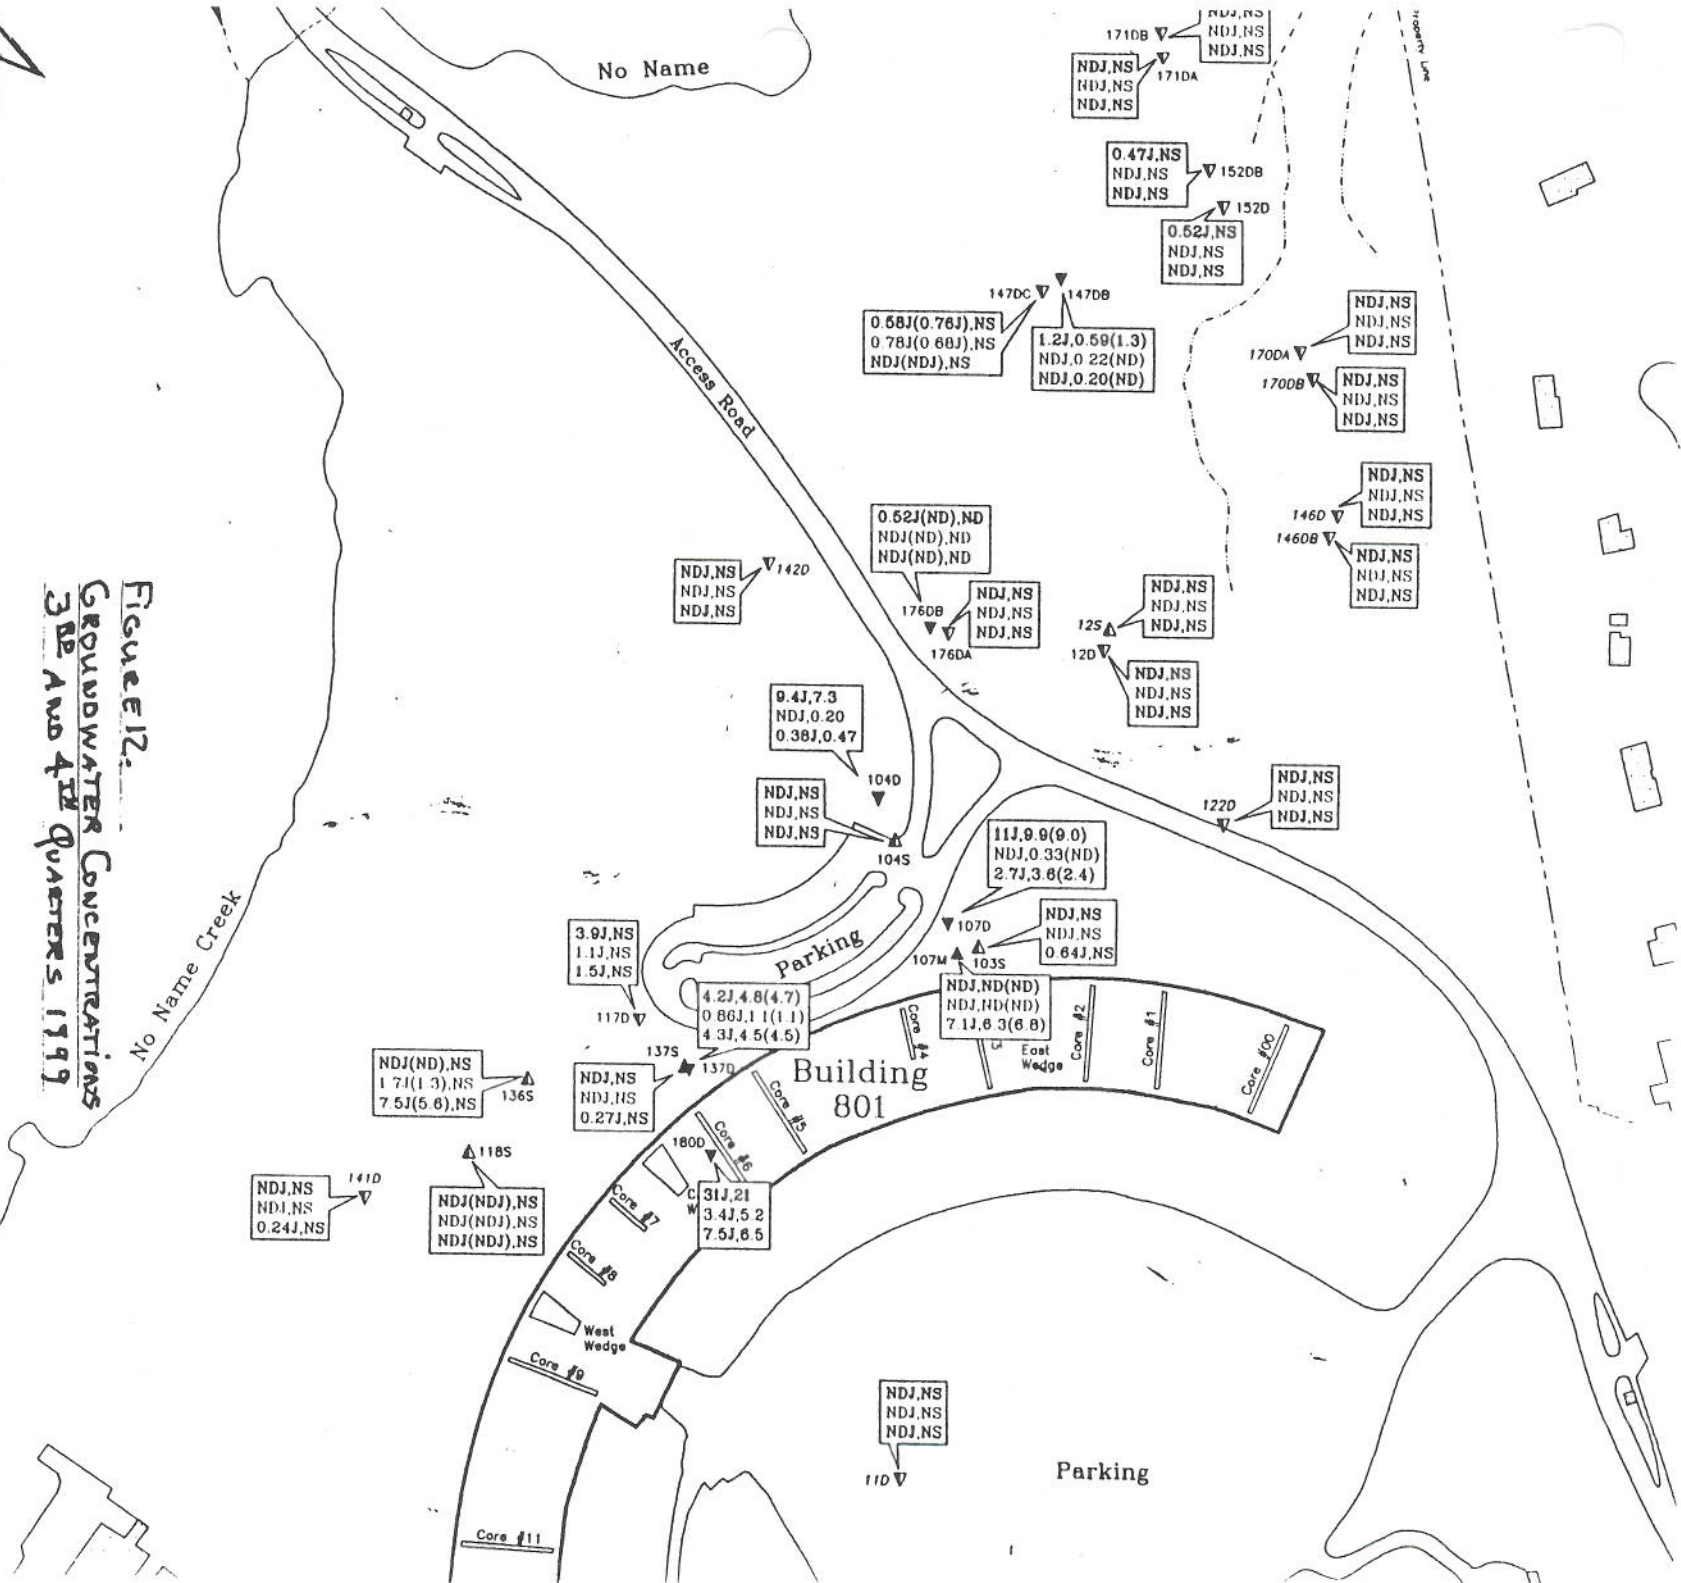 NDJ,NS
NDJ,NS
NDJ,NS
171DB
No Name
Property Line
NDJ,NS
NDJ,NS
NDJ,NS
171DA
0.47J,NS
NDJ,NS
NDJ,NS
152DB
152D
0.52J,NS
NDJ,NS
NDJ,NS
147DC
147DB
0.58J(0.76J),NS
0.78J(0.68J),NS
NDJ(NDJ),NS
1.2J,0.59(1.3)
NDJ,0.22(ND)
NDJ,0.20(ND)
NDJ,NS
NDJ,NS
NDJ,NS
170DA
170DB
NDJ,NS
NDJ,NS
NDJ,NS
Access Road
NDJ,NS
NDJ,NS
NDJ,NS
146D
146DB
NDJ,NS
NDJ,NS
NDJ,NS
0.52J(ND),ND
NDJ(ND),ND
NDJ(ND),ND
176DB
NDJ,NS
NDJ,NS
NDJ,NS
176DA
NDJ,NS
NDJ,NS
NDJ,NS
142D
NDJ,NS
NDJ,NS
NDJ,NS
12S
12D
NDJ,NS
NDJ,NS
NDJ,NS
9.4J,7.3
NDJ,0.20
0.38J,0.47
104D
NDJ,NS
NDJ,NS
NDJ,NS
104S
NDJ,NS
NDJ,NS
NDJ,NS
122D
11J,9.9(9.0)
NDJ,0.33(ND)
2.7J,3.6(2.4)
107D
NDJ,NS
NDJ,NS
0.64J,NS
107M
103S
NDJ,ND(ND)
NDJ,ND(ND)
7.1J,6.3(6.8)
Parking
3.9J,NS
1.1J,NS
1.5J,NS
117D
4.2J,4.8(4.7)
0.86J,1.1(1.1)
4.3J,4.5(4.5)
137S
137D
NDJ,NS
NDJ,NS
0.27J,NS
NDJ(ND),NS
1.7J(1.3),NS
7.5J(5.6),NS
136S
118S
NDJ(NDJ),NS
NDJ(NDJ),NS
NDJ(NDJ),NS
141D
NDJ,NS
NDJ,NS
0.24J,NS
180D
31J,21
3.4J,5.2
7.5J,6.5
Building
801
Core #00
Core #1
Core #2
East
Wedge
Core #4
Core #5
Core #6
Core #7
Core #8
West
Wedge
Core #9
Core #11
NDJ,NS
NDJ,NS
NDJ,NS
11D
Parking
No Name Creek
FIGURE 12.
GROUNDWATER CONCENTRATIONS
3RD AND 4TH QUARTERS 1999